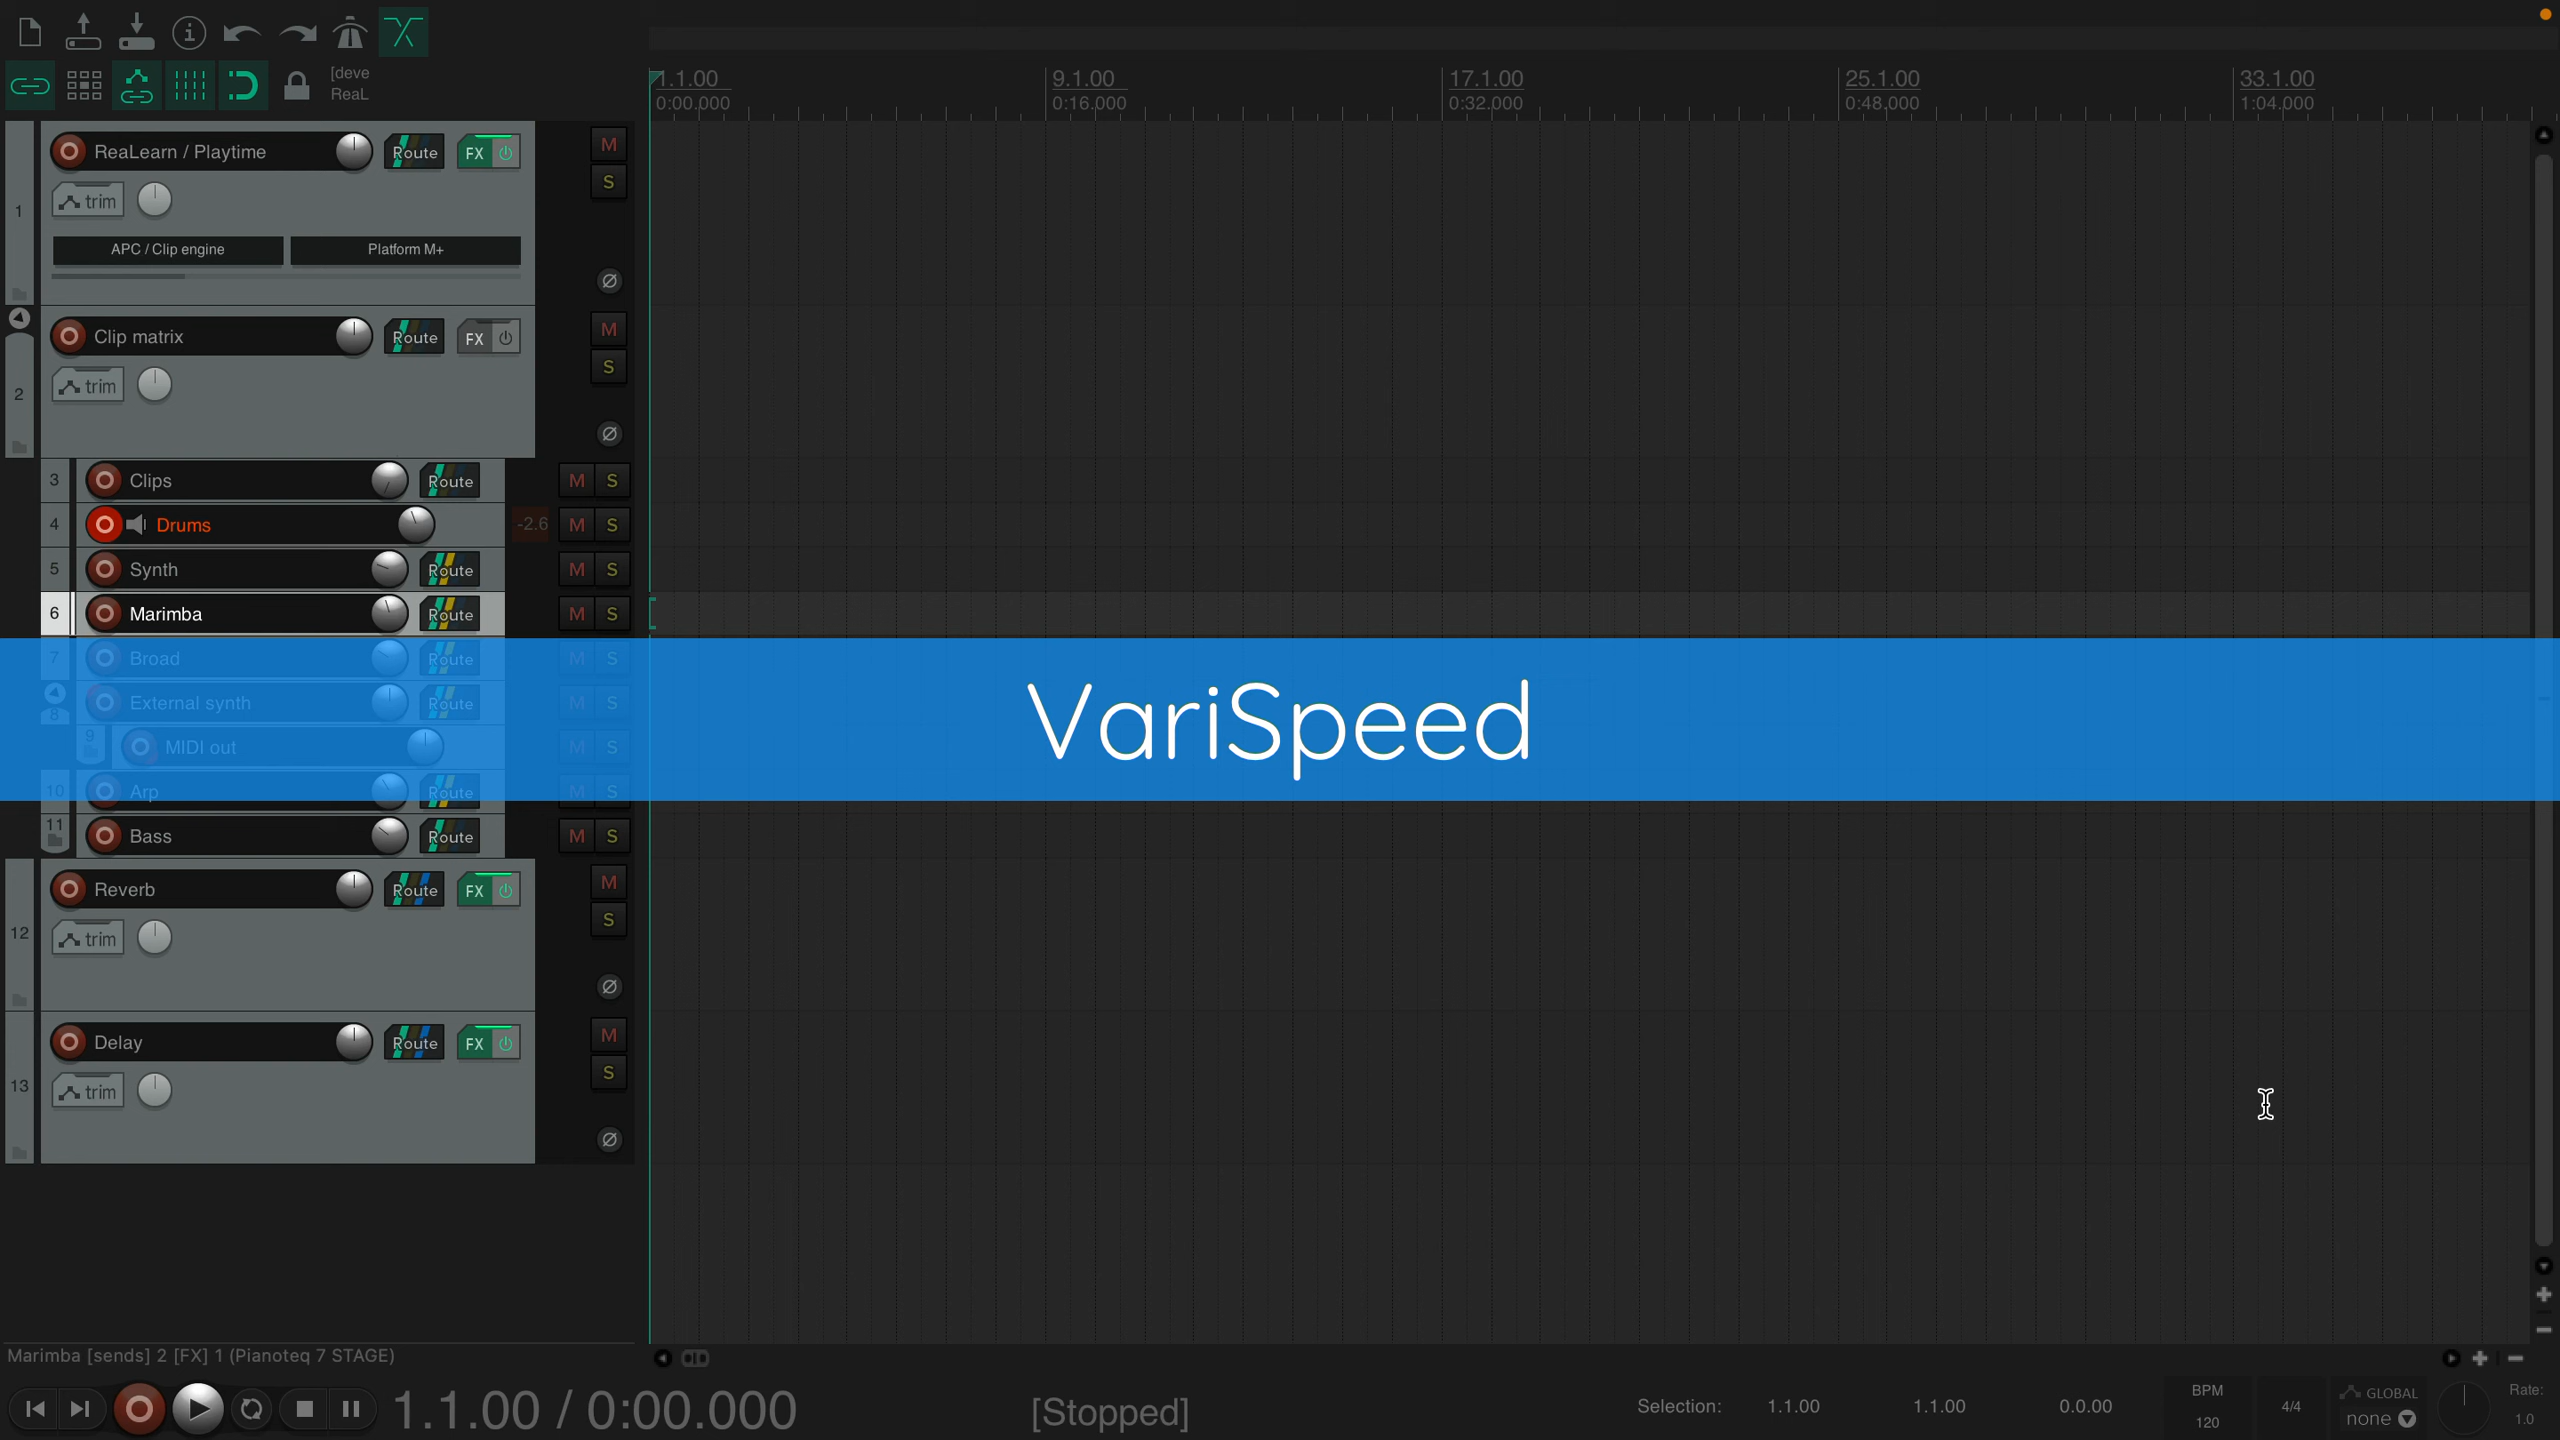 [deve
ReaL
1.1.00
0:00.000
9.1.00
0:16.000
17.1.00
0:32.000
25.1.00
0:48.000
33.1.00
1:04.000
1
ReaLearn / Playtime
Route
FX
M
S
trim
APC / Clip engine
Platform M+
2
Clip matrix
Route
FX
M
S
trim
3 Clips Route M S
4 Drums -2.6 M S
5 Synth Route M S
6 Marimba Route M S
7 Broad Route M S
8 External synth Route M S
9 MIDI out M S
10 Arp Route M S
11 Bass Route M S
VariSpeed
12
Reverb
Route
FX
M
S
trim
13
Delay
Route
FX
M
S
trim
Marimba [sends] 2 [FX] 1 (Pianoteq 7 STAGE)
1.1.00 / 0:00.000
[Stopped]
Selection: 1.1.00 1.1.00 0.0.00
BPM
120
4/4
GLOBAL
none
Rate:
1.0